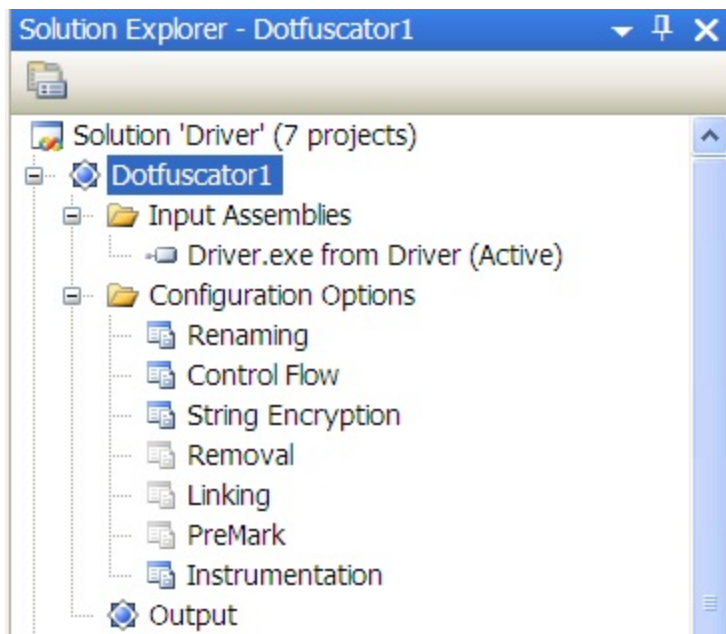 Solution Explorer - Dotfuscator1
Solution 'Driver' (7 projects)
Dotfuscator1
Input Assemblies
Driver.exe from Driver (Active)
Configuration Options
Renaming
Control Flow
String Encryption
Removal
Linking
PreMark
Instrumentation
Output